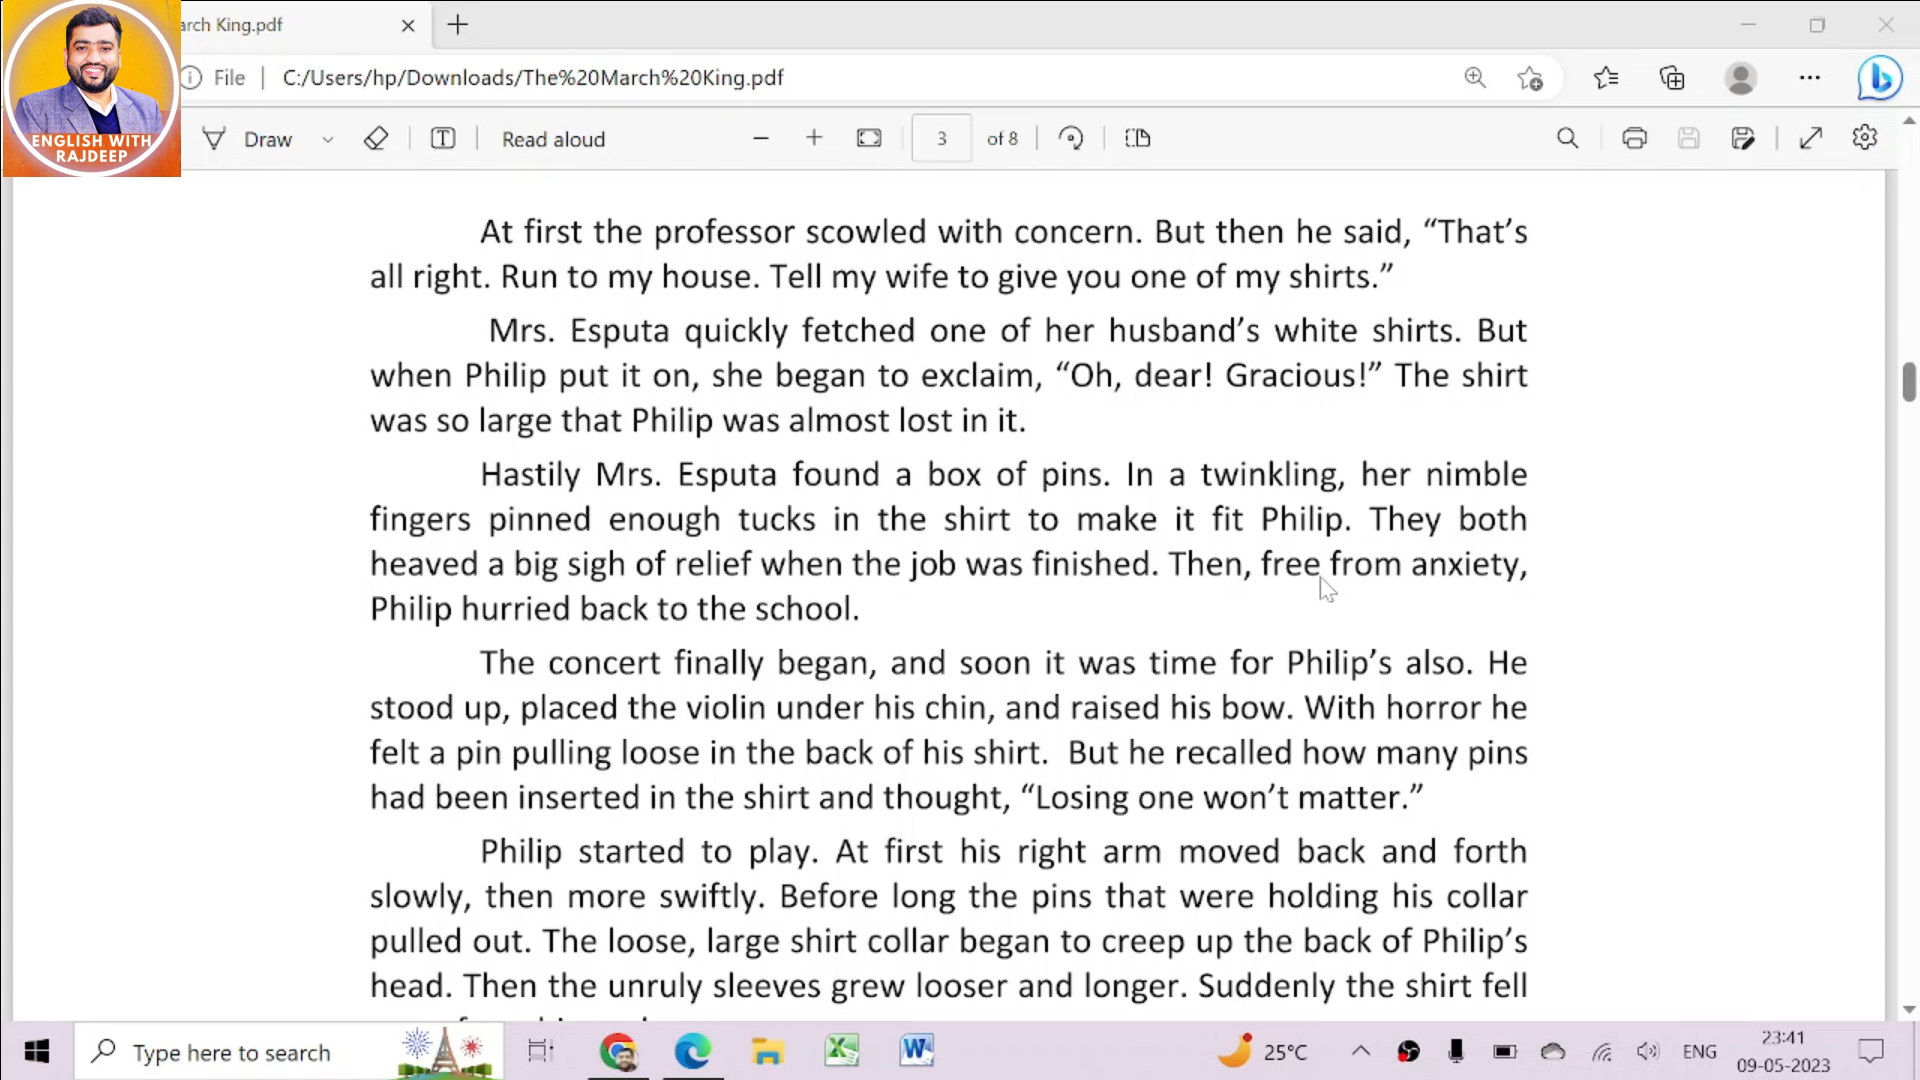 arch King.pdf
File
C:/Users/hp/Downloads/The%20March%20King.pdf
ENGLISH WITH
RAJDEEP
Draw
T
Read aloud
3 of 8
At first the professor scowled with concern. But then he said, “That’s
all right. Run to my house. Tell my wife to give you one of my shirts.”
Mrs. Esputa quickly fetched one of her husband’s white shirts. But
when Philip put it on, she began to exclaim, “Oh, dear! Gracious!” The shirt
was so large that Philip was almost lost in it.
Hastily Mrs. Esputa found a box of pins. In a twinkling, her nimble
fingers pinned enough tucks in the shirt to make it fit Philip. They both
heaved a big sigh of relief when the job was finished. Then, free from anxiety,
Philip hurried back to the school.
The concert finally began, and soon it was time for Philip’s also. He
stood up, placed the violin under his chin, and raised his bow. With horror he
felt a pin pulling loose in the back of his shirt. But he recalled how many pins
had been inserted in the shirt and thought, “Losing one won’t matter.”
Philip started to play. At first his right arm moved back and forth
slowly, then more swiftly. Before long the pins that were holding his collar
pulled out. The loose, large shirt collar began to creep up the back of Philip’s
head. Then the unruly sleeves grew looser and longer. Suddenly the shirt fell
Type here to search
25°C
ENG
23:41
09-05-2023